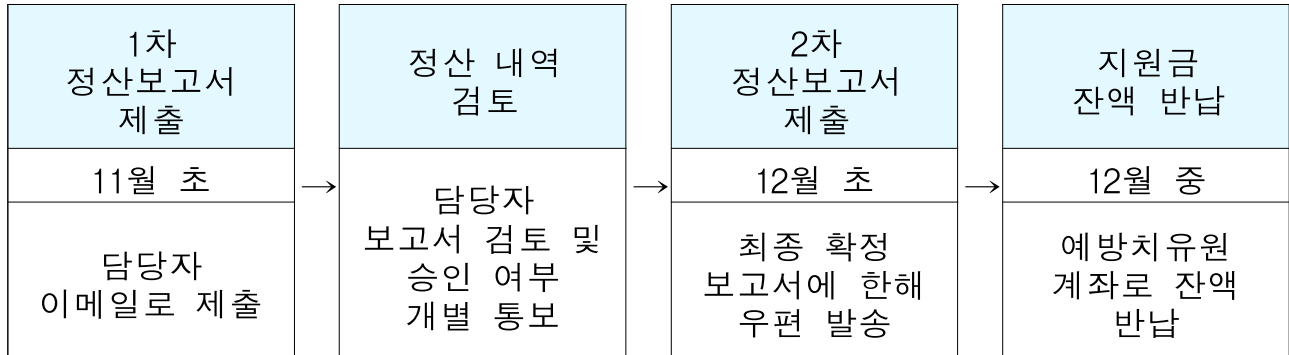 1차
정산보고서
제출
11월 초
담당자
이메일로 제출
→
정산 내역
검토
담당자
보고서 검토 및
승인 여부
개별 통보
→
2차
정산보고서
제출
12월 초
최종 확정
보고서에 한해
우편 발송
→
지원금
잔액 반납
12월 중
예방치유원
계좌로 잔액
반납